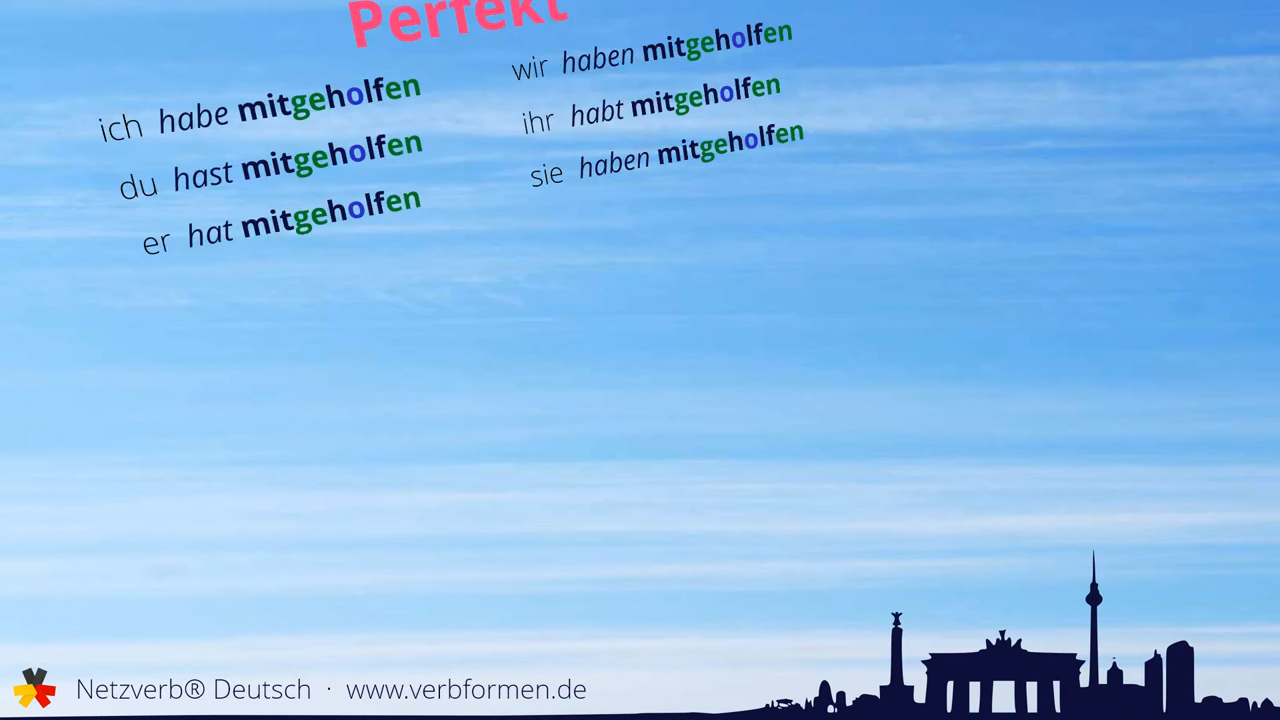 Perfekt
ich habe mitgeholfen
du hast mitgeholfen
er hat mitgeholfen
wir haben mitgeholfen
ihr habt mitgeholfen
sie haben mitgeholfen
Netzverb® Deutsch · www.verbformen.de